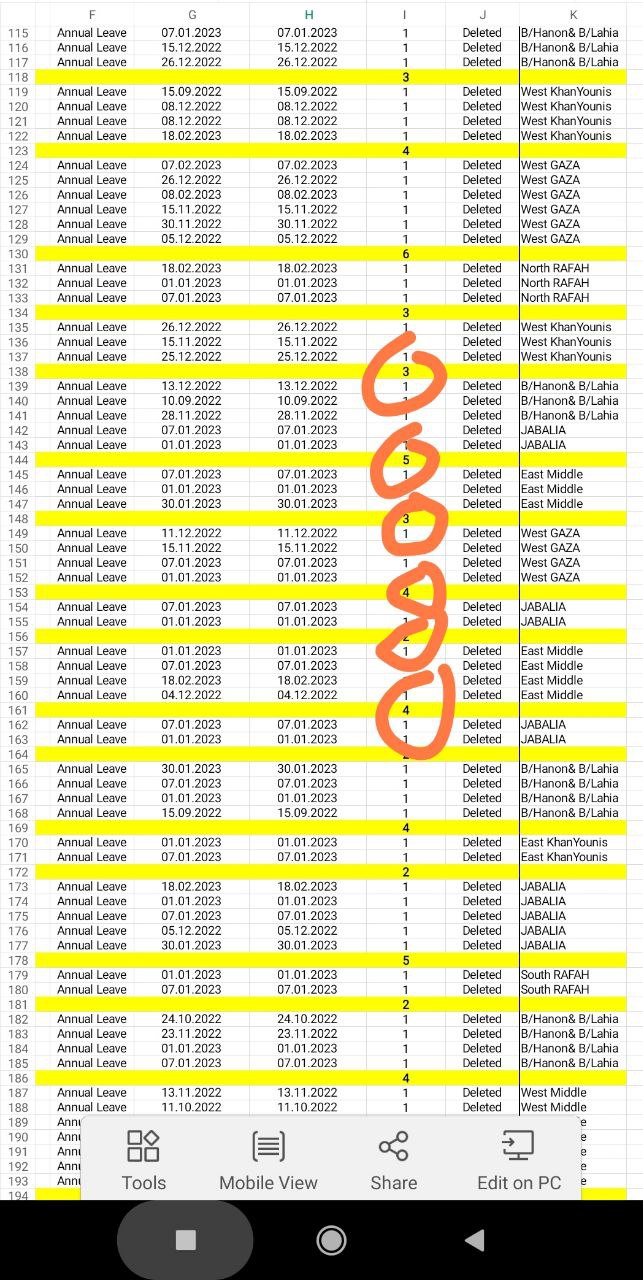 F G H I J K
115 Annual Leave 07.01.2023 07.01.2023 1 Deleted B/Hanon& B/Lahia
116 Annual Leave 15.12.2022 15.12.2022 1 Deleted B/Hanon& B/Lahia
117 Annual Leave 26.12.2022 26.12.2022 1 Deleted B/Hanon& B/Lahia
118 3
119 Annual Leave 15.09.2022 15.09.2022 1 Deleted West KhanYounis
120 Annual Leave 08.12.2022 08.12.2022 1 Deleted West KhanYounis
121 Annual Leave 08.12.2022 08.12.2022 1 Deleted West KhanYounis
122 Annual Leave 18.02.2023 18.02.2023 1 Deleted West KhanYounis
123 4
124 Annual Leave 07.02.2023 07.02.2023 1 Deleted West GAZA
125 Annual Leave 26.12.2022 26.12.2022 1 Deleted West GAZA
126 Annual Leave 08.02.2023 08.02.2023 1 Deleted West GAZA
127 Annual Leave 15.11.2022 15.11.2022 1 Deleted West GAZA
128 Annual Leave 30.11.2022 30.11.2022 1 Deleted West GAZA
129 Annual Leave 05.12.2022 05.12.2022 1 Deleted West GAZA
130 6
131 Annual Leave 18.02.2023 18.02.2023 1 Deleted North RAFAH
132 Annual Leave 01.01.2023 01.01.2023 1 Deleted North RAFAH
133 Annual Leave 07.01.2023 07.01.2023 1 Deleted North RAFAH
134 3
135 Annual Leave 26.12.2022 26.12.2022 1 Deleted West KhanYounis
136 Annual Leave 15.11.2022 15.11.2022 Deleted West KhanYounis
137 Annual Leave 25.12.2022 25.12.2022 1 Deleted West KhanYounis
138 3
139 Annual Leave 13.12.2022 13.12.2022 1 Deleted B/Hanon& B/Lahia
140 Annual Leave 10.09.2022 10.09.2022 1 Deleted B/Hanon& B/Lahia
141 Annual Leave 28.11.2022 28.11.2022 1 Deleted B/Hanon& B/Lahia
142 Annual Leave 07.01.2023 07.01.2023 Deleted JABALIA
143 Annual Leave 01.01.2023 01.01.2023 1 Deleted JABALIA
144 5
145 Annual Leave 07.01.2023 07.01.2023 1 Deleted East Middle
146 Annual Leave 01.01.2023 01.01.2023 Deleted East Middle
147 Annual Leave 30.01.2023 30.01.2023 Deleted East Middle
148 3
149 Annual Leave 11.12.2022 11.12.2022 1 Deleted West GAZA
150 Annual Leave 15.11.2022 15.11.2022 Deleted West GAZA
151 Annual Leave 07.01.2023 07.01.2023 1 Deleted West GAZA
152 Annual Leave 01.01.2023 01.01.2023 1 Deleted West GAZA
153 4
154 Annual Leave 07.01.2023 07.01.2023 1 Deleted JABALIA
155 Annual Leave 01.01.2023 01.01.2023 1 Deleted JABALIA
156 2
157 Annual Leave 01.01.2023 01.01.2023 1 Deleted East Middle
158 Annual Leave 07.01.2023 07.01.2023 1 Deleted East Middle
159 Annual Leave 18.02.2023 18.02.2023 Deleted East Middle
160 Annual Leave 04.12.2022 04.12.2022 1 Deleted East Middle
161 4
162 Annual Leave 07.01.2023 07.01.2023 1 Deleted JABALIA
163 Annual Leave 01.01.2023 01.01.2023 1 Deleted JABALIA
164
165 Annual Leave 30.01.2023 30.01.2023 1 Deleted B/Hanon& B/Lahia
166 Annual Leave 07.01.2023 07.01.2023 1 Deleted B/Hanon& B/Lahia
167 Annual Leave 01.01.2023 01.01.2023 1 Deleted B/Hanon& B/Lahia
168 Annual Leave 15.09.2022 15.09.2022 1 Deleted B/Hanon& B/Lahia
169 4
170 Annual Leave 01.01.2023 01.01.2023 1 Deleted East KhanYounis
171 Annual Leave 07.01.2023 07.01.2023 1 Deleted East KhanYounis
172 2
173 Annual Leave 18.02.2023 18.02.2023 1 Deleted JABALIA
174 Annual Leave 01.01.2023 01.01.2023 1 Deleted JABALIA
175 Annual Leave 07.01.2023 07.01.2023 1 Deleted JABALIA
176 Annual Leave 05.12.2022 05.12.2022 1 Deleted JABALIA
177 Annual Leave 30.01.2023 30.01.2023 1 Deleted JABALIA
178 5
179 Annual Leave 01.01.2023 01.01.2023 1 Deleted South RAFAH
180 Annual Leave 07.01.2023 07.01.2023 1 Deleted South RAFAH
181 2
182 Annual Leave 24.10.2022 24.10.2022 1 Deleted B/Hanon& B/Lahia
183 Annual Leave 23.11.2022 23.11.2022 1 Deleted B/Hanon& B/Lahia
184 Annual Leave 01.01.2023 01.01.2023 1 Deleted B/Hanon& B/Lahia
185 Annual Leave 07.01.2023 07.01.2023 1 Deleted B/Hanon& B/Lahia
186 4
187 Annual Leave 13.11.2022 13.11.2022 1 Deleted West Middle
188 Annual Leave 11.10.2022 11.10.2022 1 Deleted West Middle
189
190
191
192
193
194
Tools Mobile View Share Edit on PC